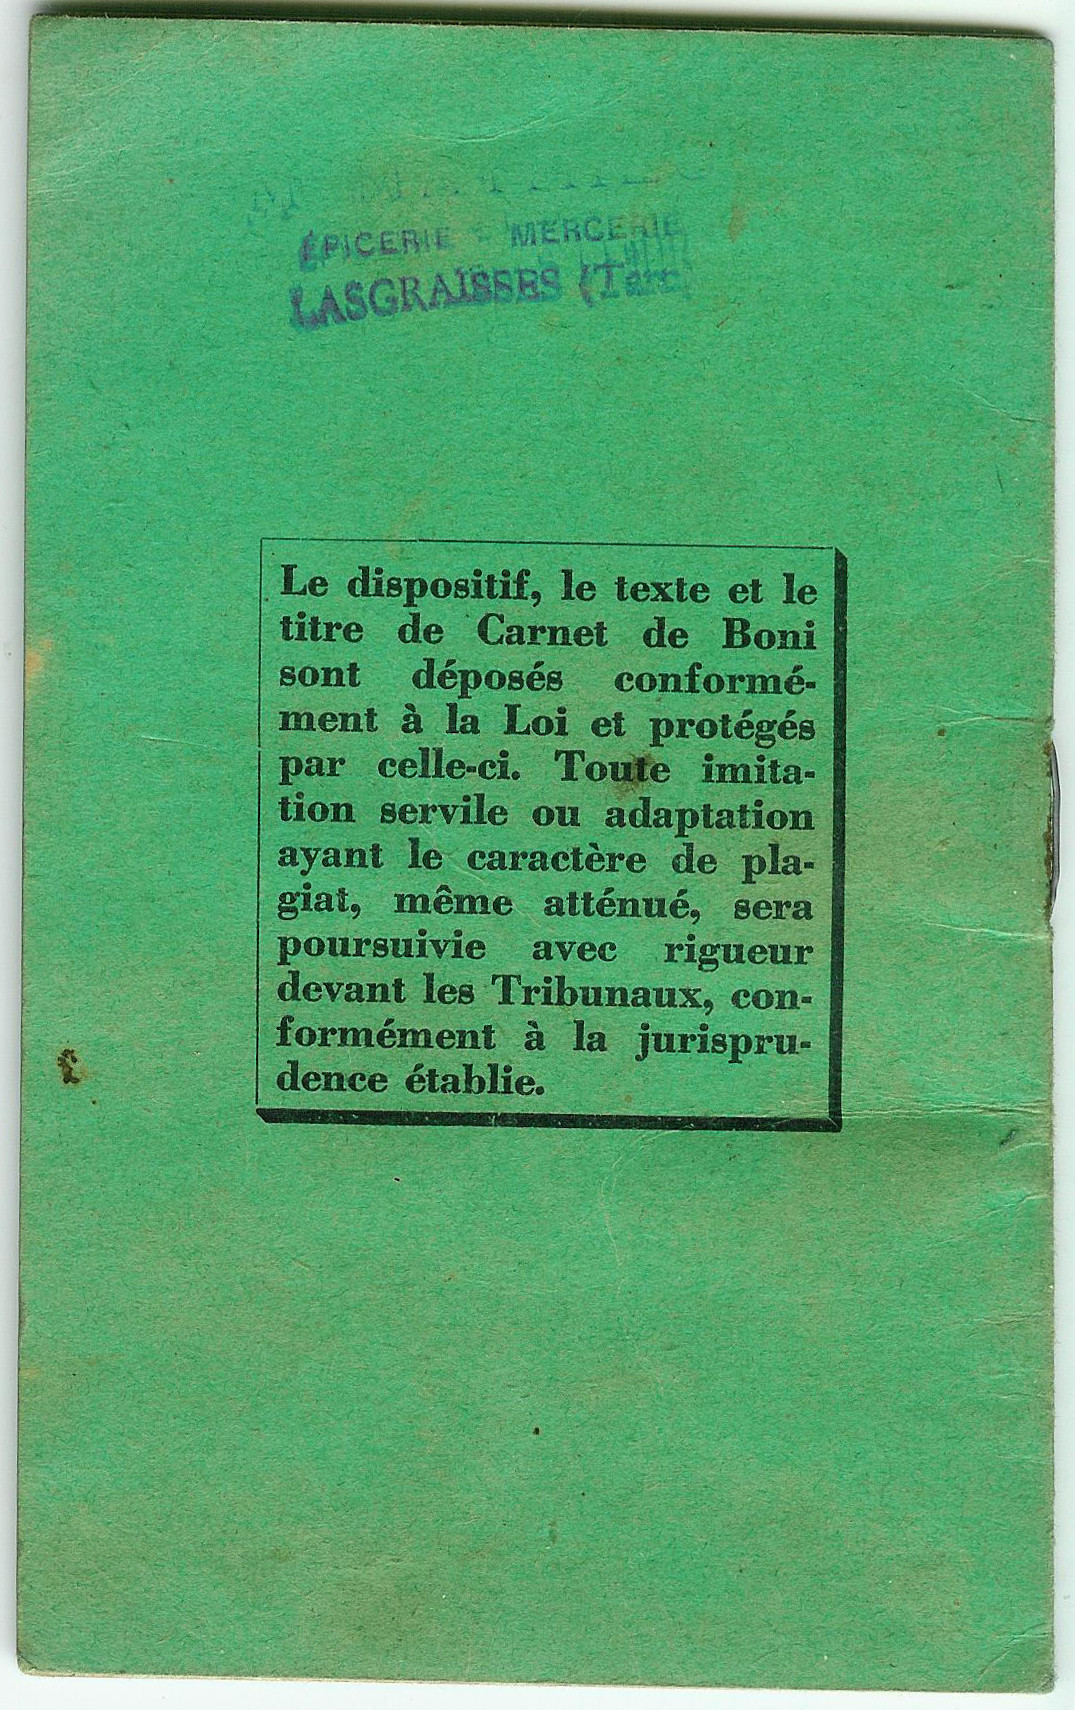 ÉPICERIE - MERCERIE
LASGRAISSES (Tarn)
Le dispositif, le texte et le
titre de Carnet de Boni
sont déposés conformé-
ment à la Loi et protégés
par celle-ci. Toute imita-
tion servile ou adaptation
ayant le caractère de pla-
giat, même atténué, sera
poursuivie avec rigueur
devant les Tribunaux, con-
formément à la jurispru-
dence établie.